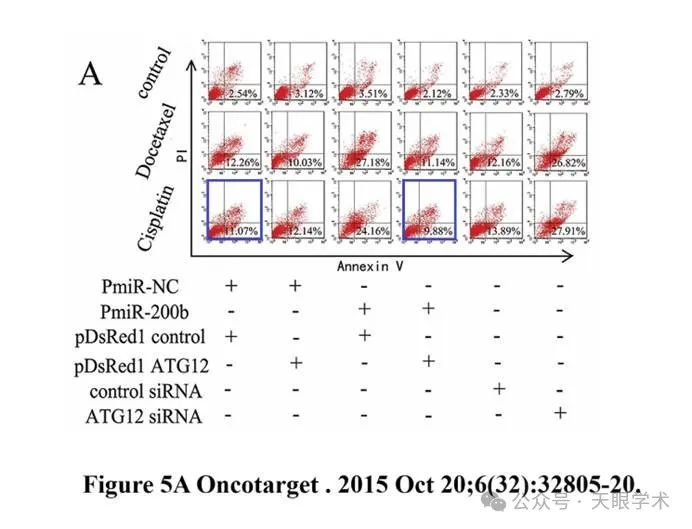 A
control
2.54% 3.12% 3.51% 2.12% 2.33% 2.79%
Docetaxel
12.26% 10.03% 27.18% 11.14% 12.16% 26.82%
PI
Cisplatin
11.07% 12.14% 24.16% 9.88% 13.89% 27.91%
Annexin V
PmiR-NC + + - - - -
PmiR-200b - - + + - -
pDsRed1 control + - + - - -
pDsRed1 ATG12 - + - + - -
control siRNA - - - - + -
ATG12 siRNA - - - - - +
Figure 5A Oncotarget . 2015 Oct 20;6(32):32805-20.
公众号 · 天眼学术